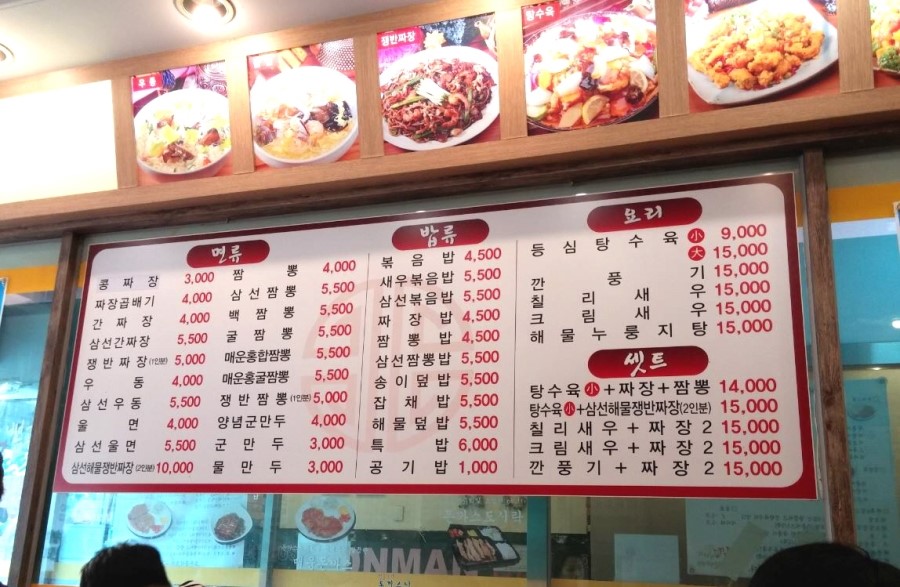 우동
쟁반짜장
탕수육
면류
콩짜장 3,000
짜장곱배기 4,000
간짜장 4,000
삼선간짜장 5,500
쟁반짜장(1인분) 5,000
우동 4,000
삼선우동 5,500
울면 4,000
삼선울면 5,500
삼선해물쟁반짜장(2인분) 10,000
짬뽕 4,000
삼선짬뽕 5,500
백짬뽕 5,500
굴짬뽕 5,500
매운홍합짬뽕 5,500
매운홍굴짬뽕 5,500
쟁반짬뽕(1인분) 5,000
양념군만두 4,000
군만두 3,000
물만두 3,000
밥류
볶음밥 4,500
새우볶음밥 5,500
삼선볶음밥 5,500
짜장밥 4,500
짬뽕밥 4,500
삼선짬뽕밥 5,500
송이덮밥 5,500
잡채밥 5,500
해물덮밥 5,500
특밥 6,000
공기밥 1,000
요리
등심탕수육 小 9,000
大 15,000
깐풍기 15,000
칠리새우 15,000
크림새우 15,000
해물누룽지탕 15,000
씻트
탕수육小+짜장+짬뽕 14,000
탕수육小+삼선해물쟁반짜장(2인분) 15,000
칠리새우+짜장2 15,000
크림새우+짜장2 15,000
깐풍기+짜장2 15,000
ONMAN